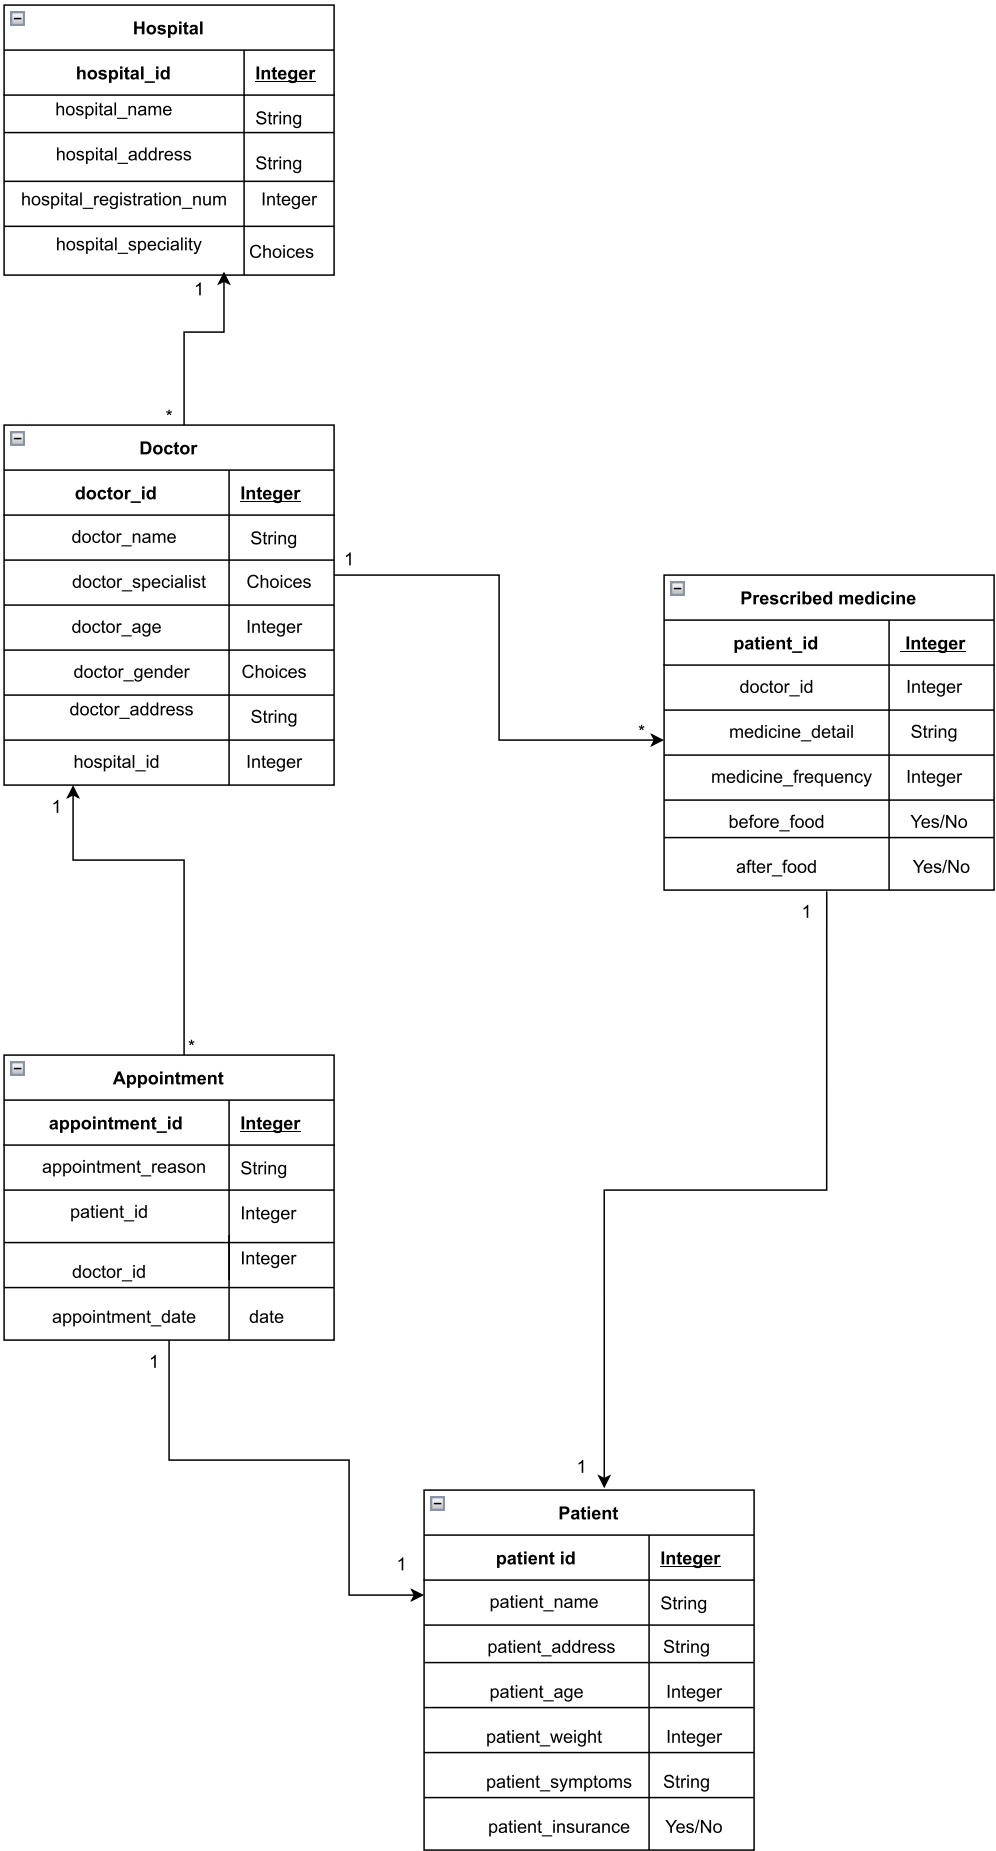 Hospital
hospital_id Integer
hospital_name String
hospital_address String
hospital_registration_num Integer
hospital_speciality Choices
1
*
Doctor
doctor_id Integer
doctor_name String
doctor_specialist Choices
doctor_age Integer
doctor_gender Choices
doctor_address String
hospital_id Integer
1
*
Prescribed medicine
patient_id Integer
doctor_id Integer
medicine_detail String
medicine_frequency Integer
before_food Yes/No
after_food Yes/No
1
1
*
Appointment
appointment_id Integer
appointment_reason String
patient_id Integer
doctor_id Integer
appointment_date date
1
1
1
Patient
patient id Integer
patient_name String
patient_address String
patient_age Integer
patient_weight Integer
patient_symptoms String
patient_insurance Yes/No